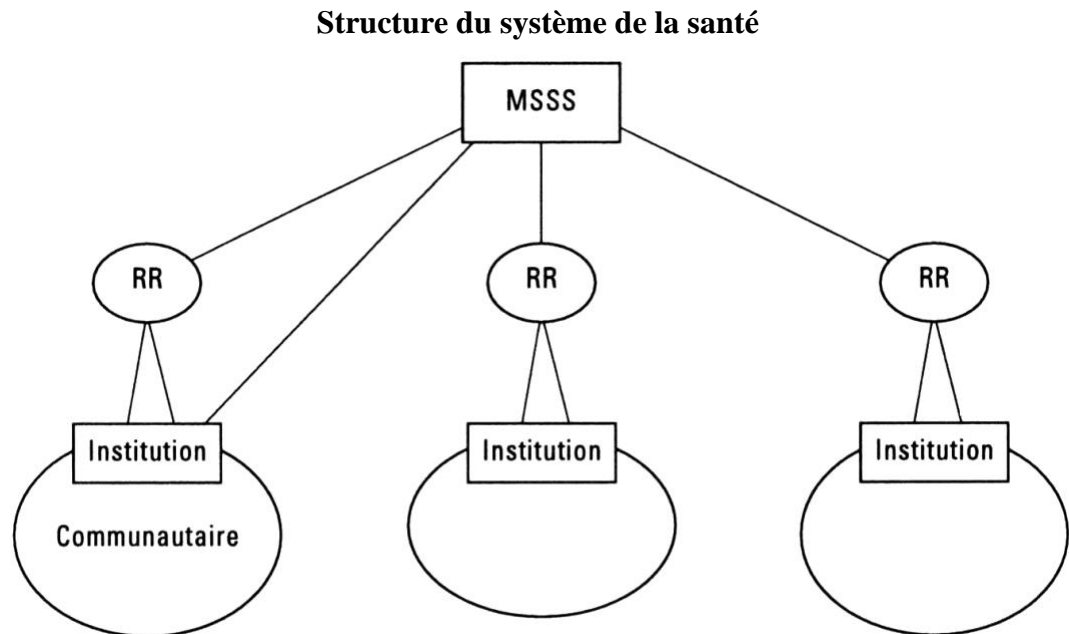 Structure du système de la santé
MSSS
RR
RR
RR
Institution
Institution
Institution
Communautaire